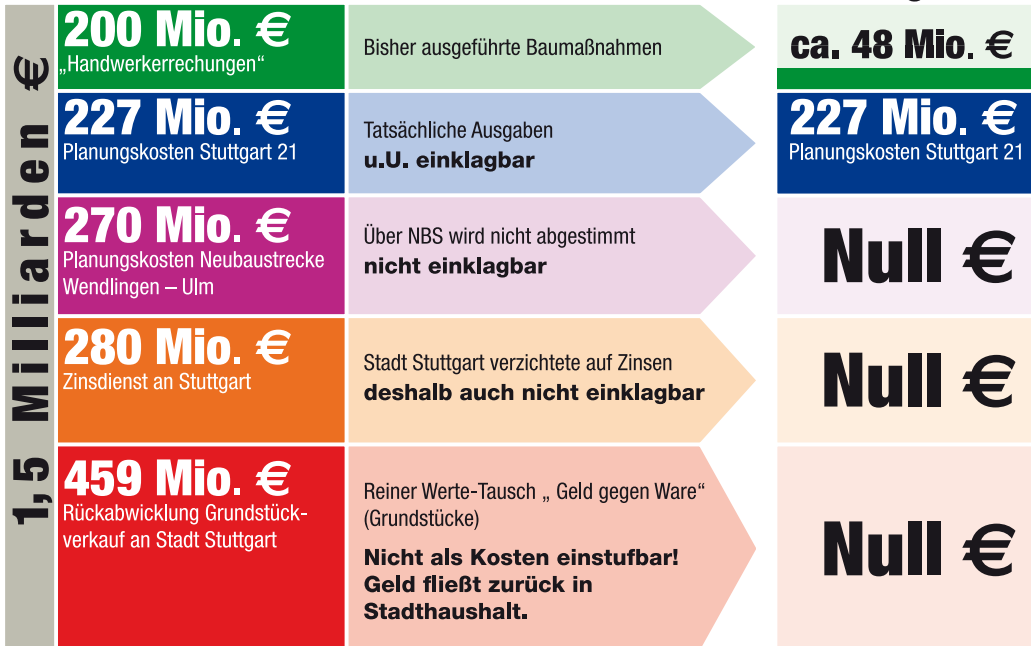 1,5 Milliarden €
200 Mio. €
„Handwerkerrechungen“
Bisher ausgeführte Baumaßnahmen
ca. 48 Mio. €
227 Mio. €
Planungskosten Stuttgart 21
Tatsächliche Ausgaben
u.U. einklagbar
227 Mio. €
Planungskosten Stuttgart 21
270 Mio. €
Planungskosten Neubaustrecke
Wendlingen – Ulm
Über NBS wird nicht abgestimmt
nicht einklagbar
Null €
280 Mio. €
Zinsdienst an Stuttgart
Stadt Stuttgart verzichtete auf Zinsen
deshalb auch nicht einklagbar
Null €
459 Mio. €
Rückabwicklung Grundstück-
verkauf an Stadt Stuttgart
Reiner Werte-Tausch „ Geld gegen Ware“
(Grundstücke)
Nicht als Kosten einstufbar!
Geld fließt zurück in
Stadthaushalt.
Null €